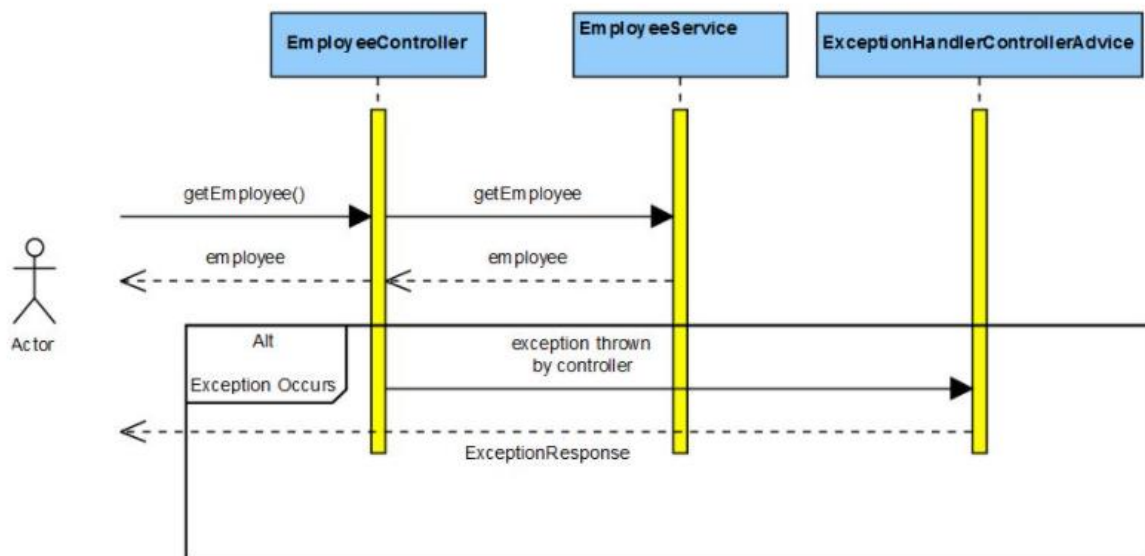 EmployeeController
EmployeeService
ExceptionHandlerControllerAdvice
getEmployee()
getEmployee
employee
employee
Actor
Alt
Exception Occurs
exception thrown
by controller
ExceptionResponse